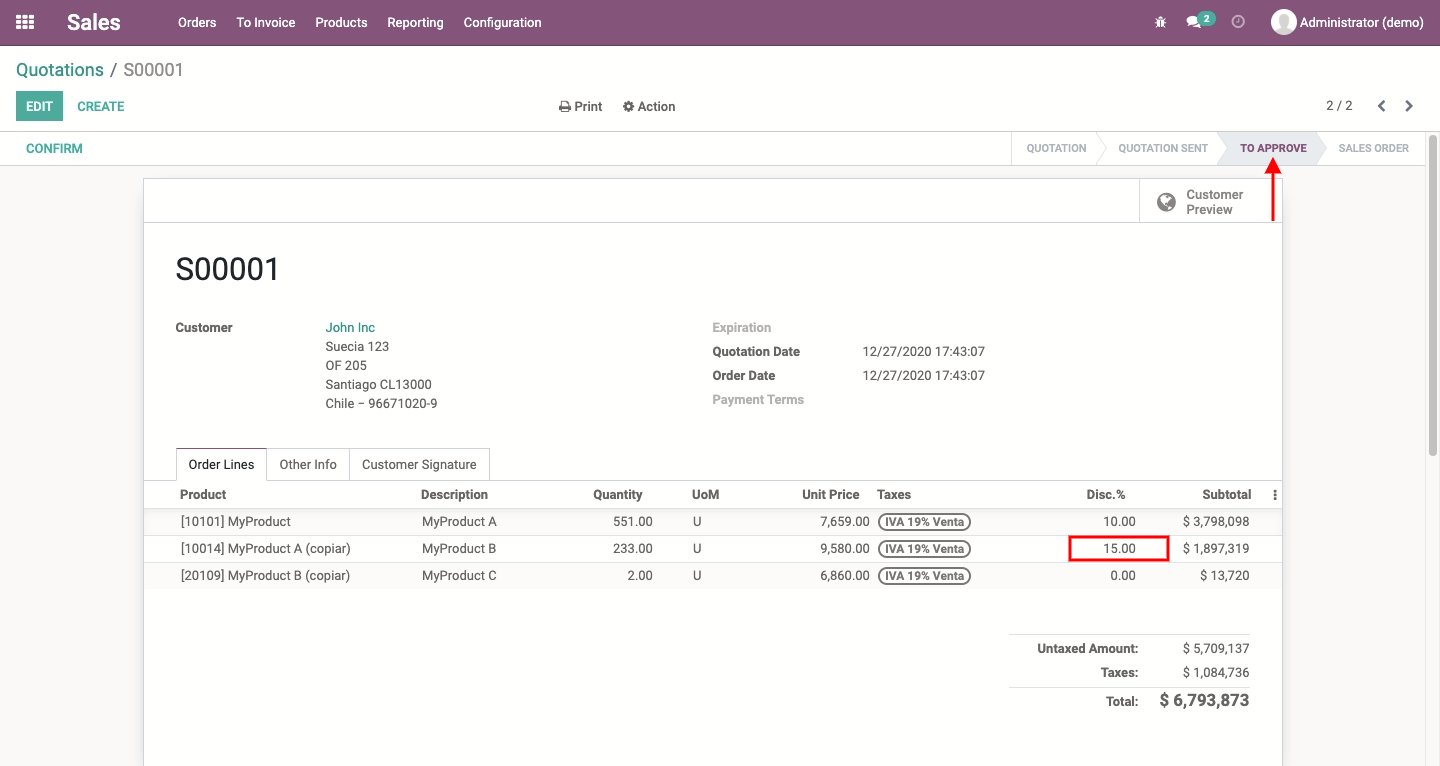 Sales Orders To Invoice Products Reporting Configuration 2 Administrator (demo)
Quotations / S00001
EDIT CREATE Print Action 2 / 2
CONFIRM QUOTATION QUOTATION SENT TO APPROVE SALES ORDER
Customer
Preview
S00001
Customer John Inc Expiration
Suecia 123
Quotation Date 12/27/2020 17:43:07
OF 205
Order Date 12/27/2020 17:43:07
Santiago CL13000
Payment Terms
Chile – 96671020-9
Order Lines Other Info Customer Signature
Product Description Quantity UoM Unit Price Taxes Disc.% Subtotal
[10101] MyProduct MyProduct A 551.00 U 7,659.00 IVA 19% Venta 10.00 $ 3,798,098
[10014] MyProduct A (copiar) MyProduct B 233.00 U 9,580.00 IVA 19% Venta 15.00 $ 1,897,319
[20109] MyProduct B (copiar) MyProduct C 2.00 U 6,860.00 IVA 19% Venta 0.00 $ 13,720
Untaxed Amount: $ 5,709,137
Taxes: $ 1,084,736
Total: $ 6,793,873